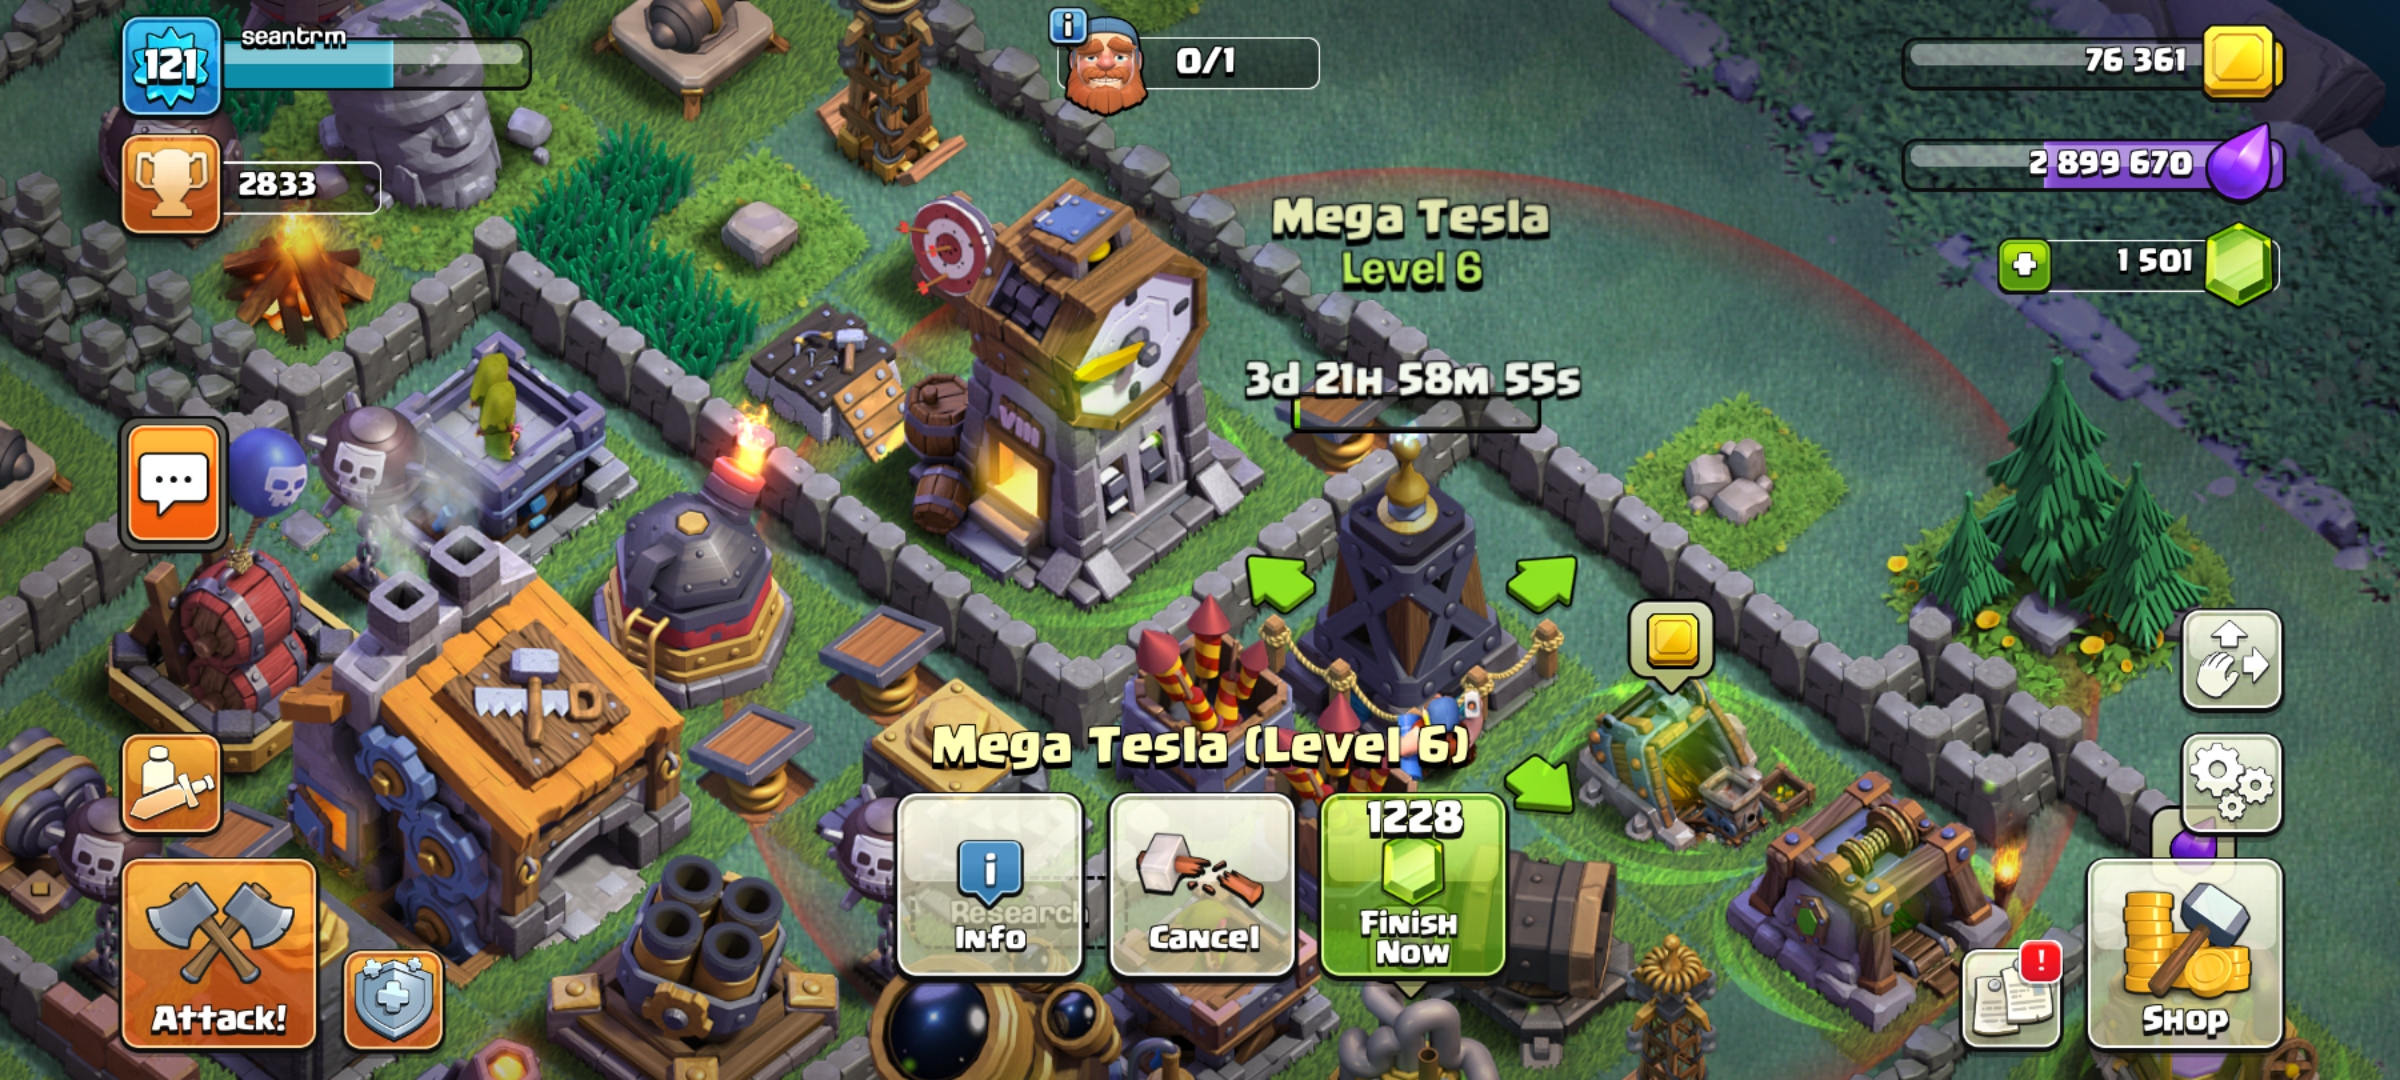 121
seantrm
0/1
76 361
2833
2 899 670
1 501
Mega Tesla
Level 6
3d 21H 58M 55s
VIII
Mega Tesla (Level 6)
Research
Info
Cancel
1228
Finish
Now
Attack!
!
Shop